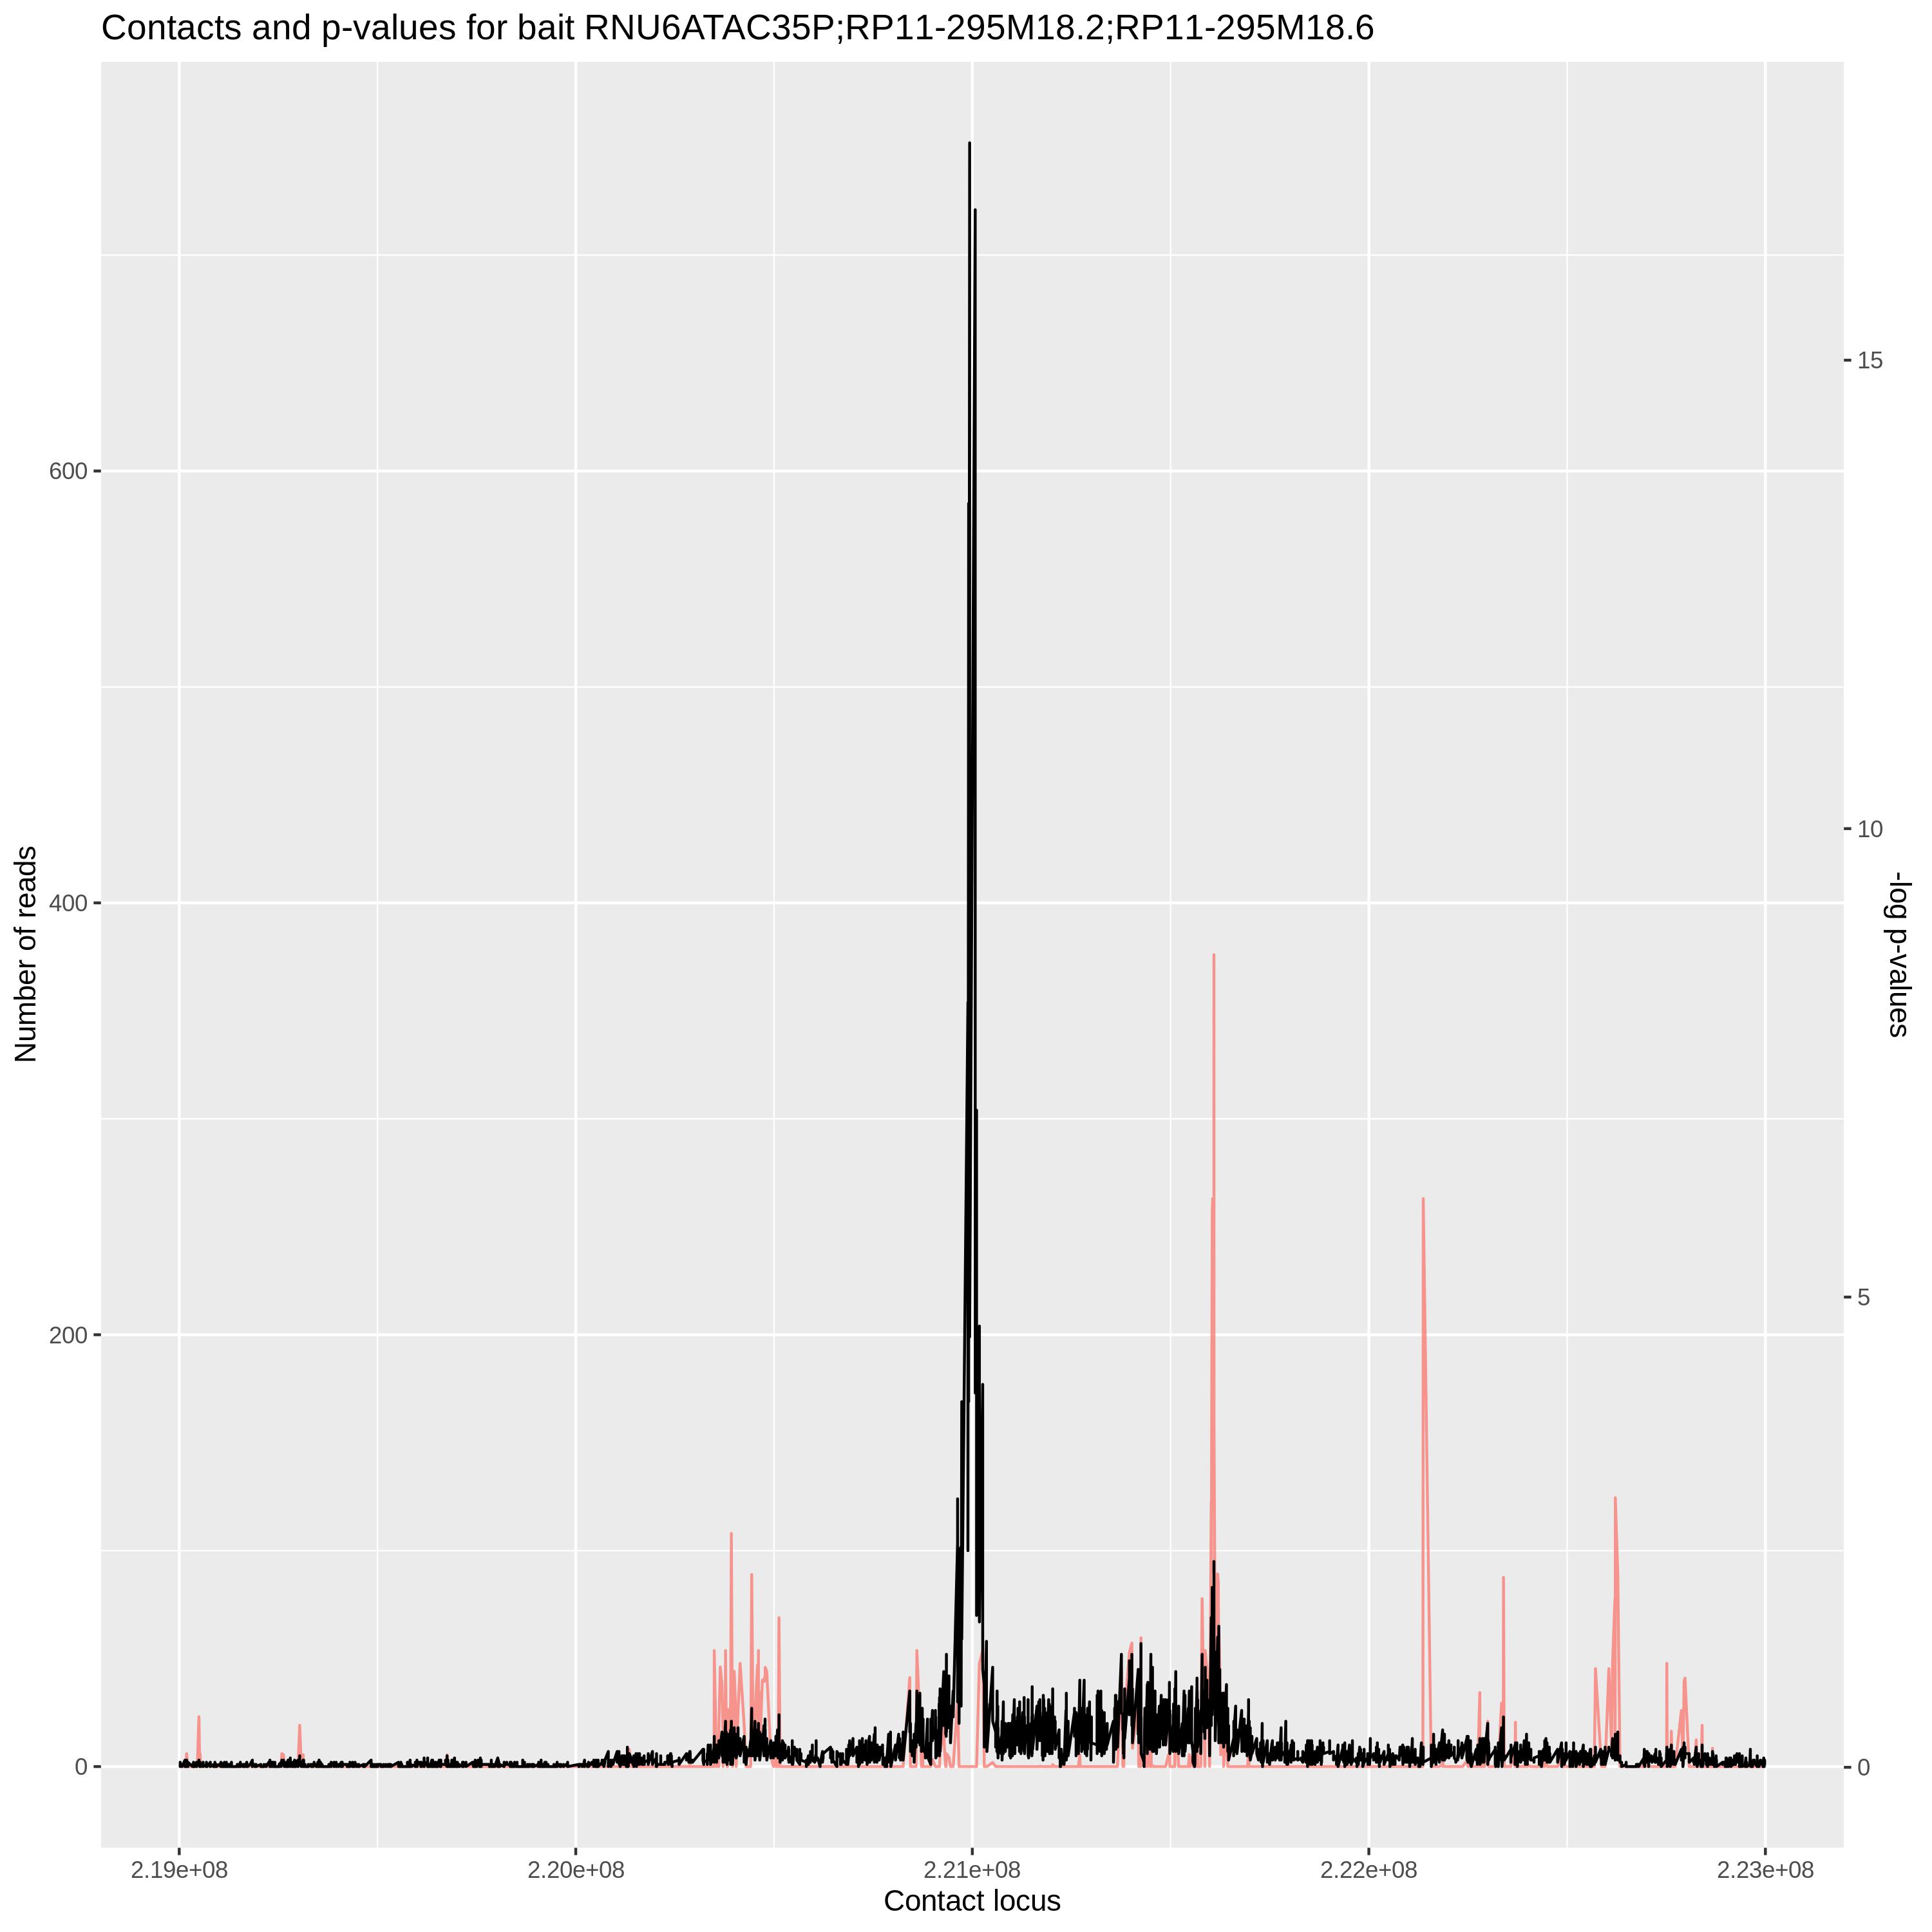 Contacts and p-values for bait RNU6ATAC35P;RP11-295M18.2;RP11-295M18.6
Number of reads
600
400
200
0
15
10
5
0
-log p-values
2.19e+08
2.20e+08
2.21e+08
2.22e+08
2.23e+08
Contact locus